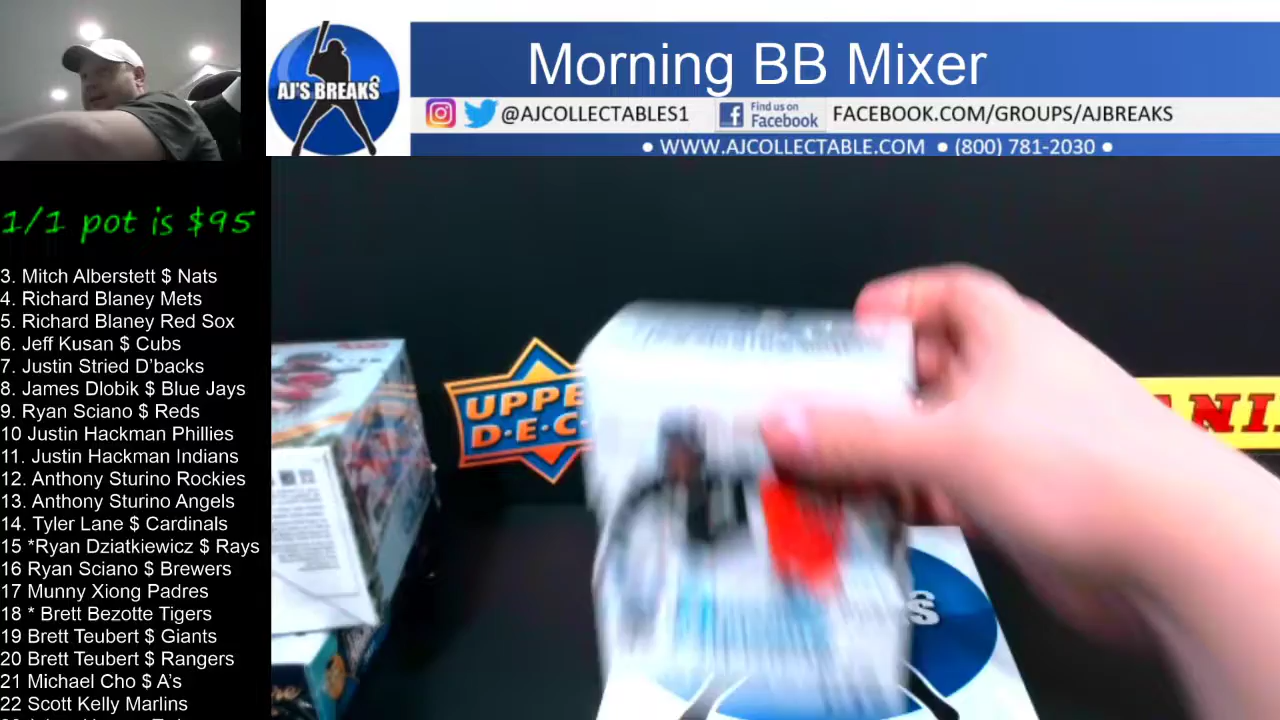 Morning BB Mixer
AJ'S BREAKS
@AJCOLLECTABLES1
Find us on
Facebook
FACEBOOK.COM/GROUPS/AJBREAKS
• WWW.AJCOLLECTABLE.COM • (800) 781-2030 •
1/1 pot is $95
3. Mitch Alberstett $ Nats
4. Richard Blaney Mets
5. Richard Blaney Red Sox
6. Jeff Kusan $ Cubs
7. Justin Stried D’backs
8. James Dlobik $ Blue Jays
9. Ryan Sciano $ Reds
10 Justin Hackman Phillies
11. Justin Hackman Indians
12. Anthony Sturino Rockies
13. Anthony Sturino Angels
14. Tyler Lane $ Cardinals
15 *Ryan Dziatkiewicz $ Rays
16 Ryan Sciano $ Brewers
17 Munny Xiong Padres
18 * Brett Bezotte Tigers
19 Brett Teubert $ Giants
20 Brett Teubert $ Rangers
21 Michael Cho $ A’s
22 Scott Kelly Marlins
UPPE
D·E·C
ANI